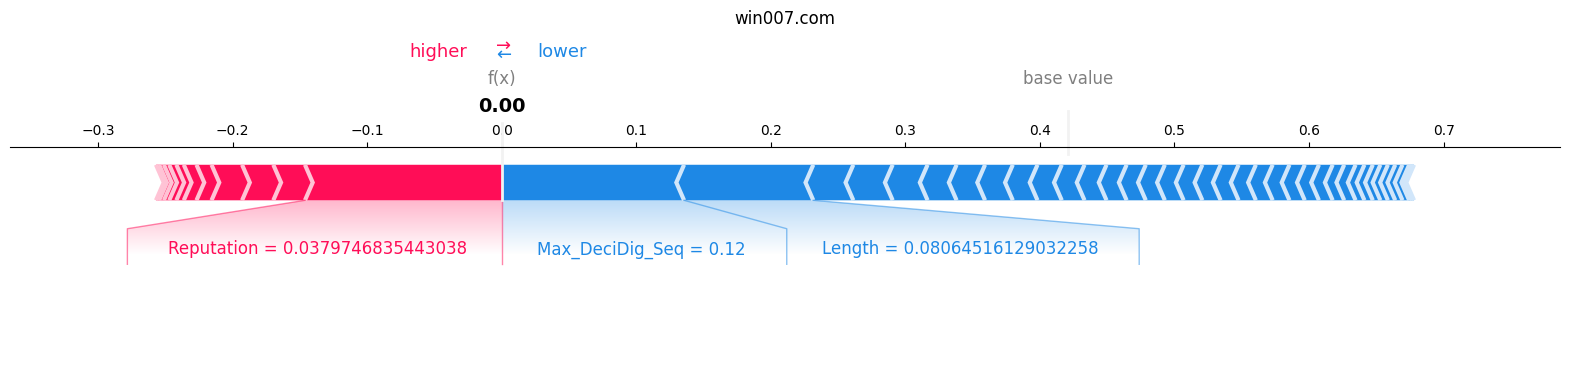 win007.com
higher ⇄ lower
f(x) base value
0.00
−0.3 −0.2 −0.1 0.0 0.1 0.2 0.3 0.4 0.5 0.6 0.7
Reputation = 0.0379746835443038 Max_DeciDig_Seq = 0.12 Length = 0.08064516129032258